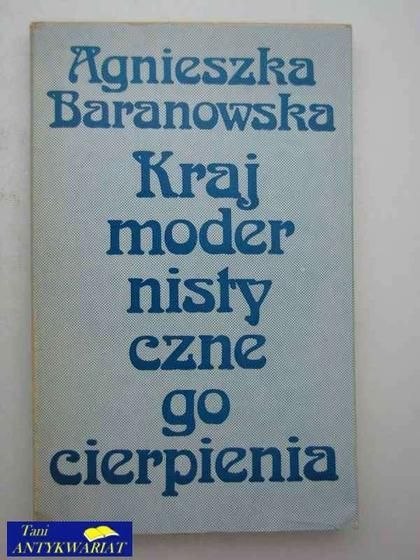 Agnieszka
Baranowska
Kraj
moder
nisty
czne
go
cierpienia
Tani
ANTYKWARIAT